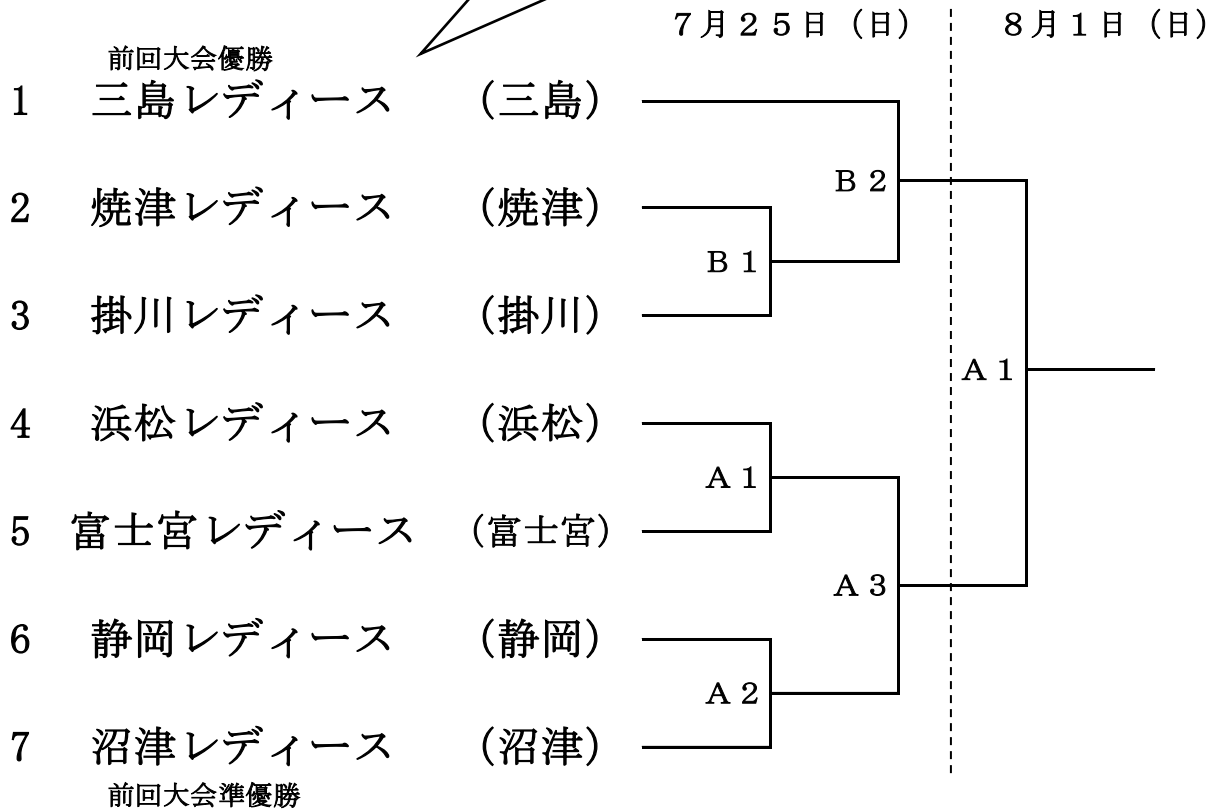 ７月２５日（日） ８月１日（日）
前回大会優勝
1 三島レディース （三島）
B 2
2 焼津レディース （焼津）
B 1
3 掛川レディース （掛川）
A 1
4 浜松レディース （浜松）
A 1
5 富士宮レディース （富士宮）
A 3
6 静岡レディース （静岡）
A 2
7 沼津レディース （沼津）
前回大会準優勝